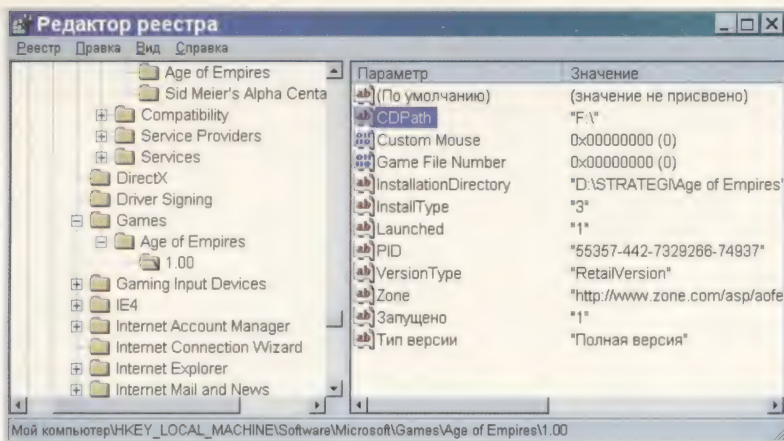 Редактор реестра
Реестр Правка Вид Справка
Age of Empires
Sid Meier's Alpha Centa
Compatibility
Service Providers
Services
DirectX
Driver Signing
Games
Age of Empires
1.00
Gaming Input Devices
IE4
Internet Account Manager
Internet Connection Wizard
Internet Explorer
Internet Mail and News
Параметр Значение
(По умолчанию) (значение не присвоено)
CDPath "F:\"
Custom Mouse 0x00000000 (0)
Game File Number 0x00000000 (0)
InstallationDirectory "D:\STRATEGI\Age of Empires"
InstallType "3"
Launched "1"
PID "55357-442-7329266-74937"
VersionType "RetailVersion"
Zone "http://www.zone.com/asp/aofe
Запущено "1"
Тип версии "Полная версия"
Мой компьютер\HKEY_LOCAL_MACHINE\Software\Microsoft\Games\Age of Empires\1.00